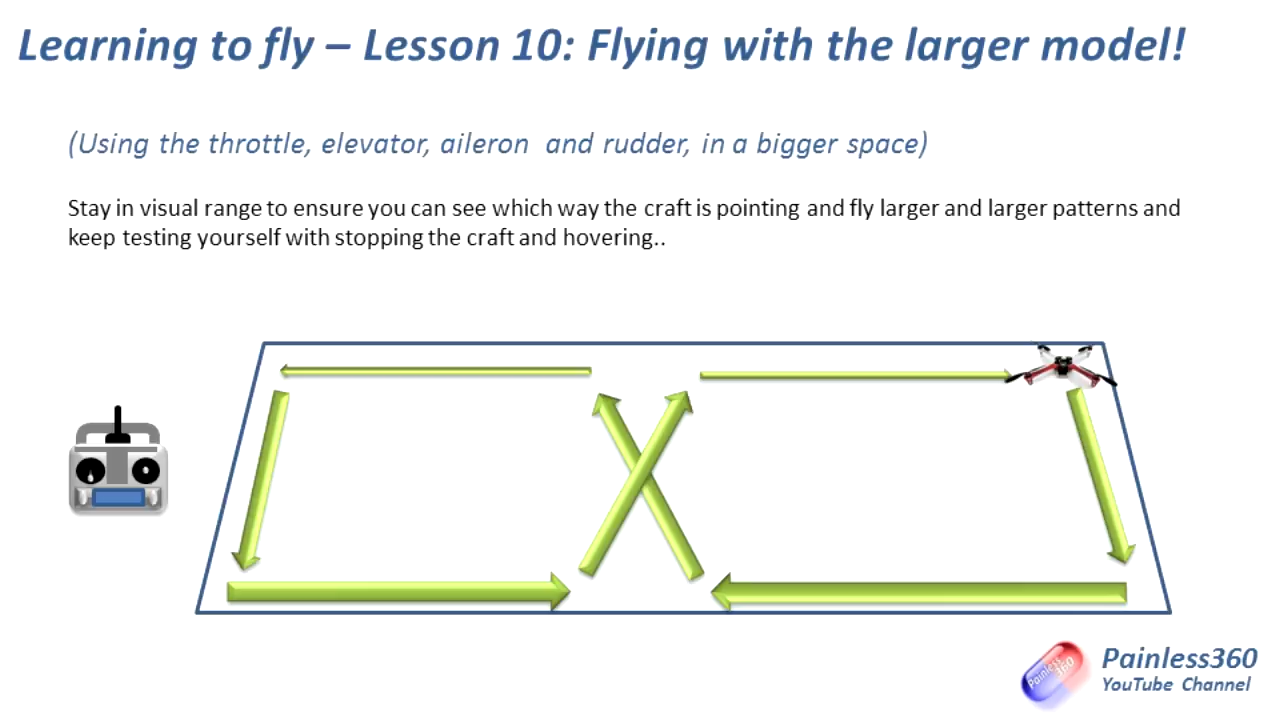 Learning to fly – Lesson 10: Flying with the larger model!
(Using the throttle, elevator, aileron  and rudder, in a bigger space)
Stay in visual range to ensure you can see which way the craft is pointing and fly larger and larger patterns and
keep testing yourself with stopping the craft and hovering..
Painless
360
Painless360
YouTube Channel